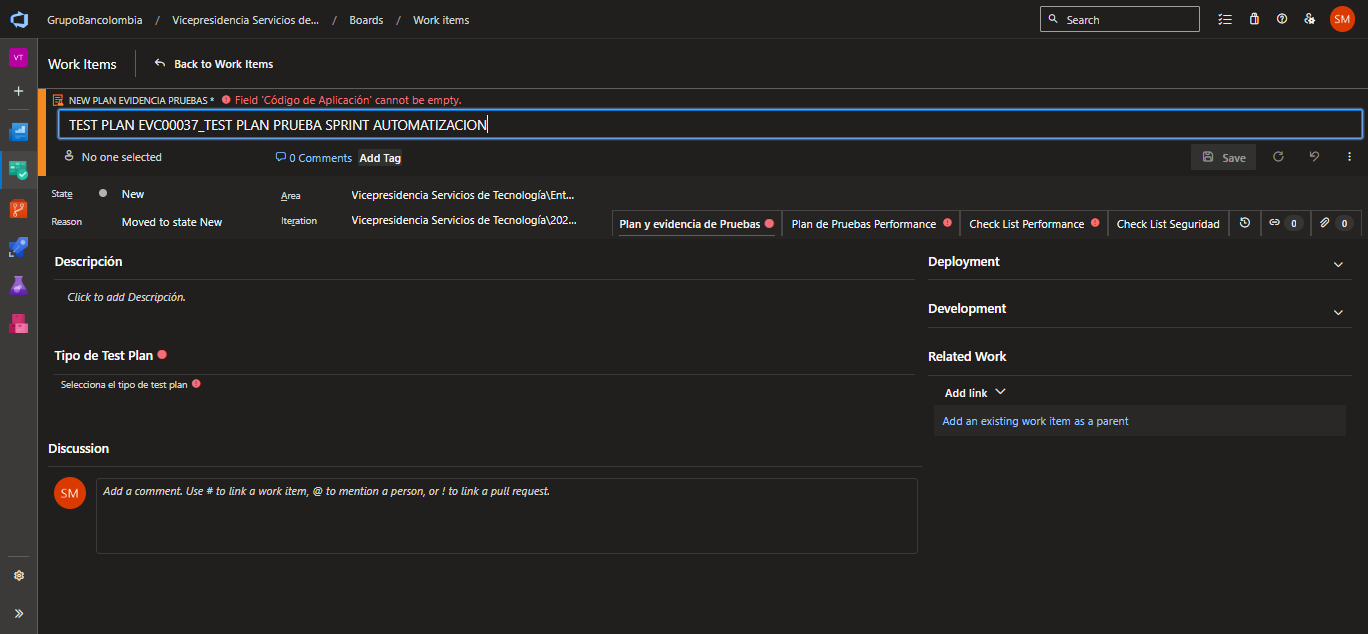 GrupoBancolombia / Vicepresidencia Servicios de... / Boards / Work items
Search
SM
VT
Work Items
Back to Work Items
NEW PLAN EVIDENCIA PRUEBAS * Field 'Código de Aplicación' cannot be empty.
TEST PLAN EVC00037_TEST PLAN PRUEBA SPRINT AUTOMATIZACION
No one selected
0 Comments
Add Tag
Save
State
New
Area
Vicepresidencia Servicios de Tecnología\Ent...
Reason
Moved to state New
Iteration
Vicepresidencia Servicios de Tecnología\202...
Plan y evidencia de Pruebas
Plan de Pruebas Performance
Check List Performance
Check List Seguridad
0
0
Descripción
Click to add Descripción.
Tipo de Test Plan
Selecciona el tipo de test plan
Discussion
SM
Add a comment. Use # to link a work item, @ to mention a person, or ! to link a pull request.
Deployment
Development
Related Work
Add link
Add an existing work item as a parent